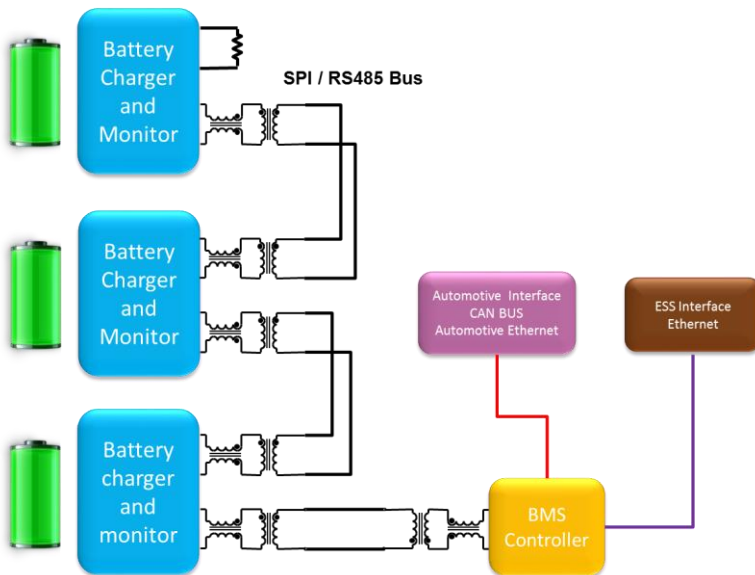 Battery
Charger
and
Monitor
SPI / RS485 Bus
Battery
Charger
and
Monitor
Automotive Interface
CAN BUS
Automotive Ethernet
ESS Interface
Ethernet
Battery
charger
and
monitor
BMS
Controller